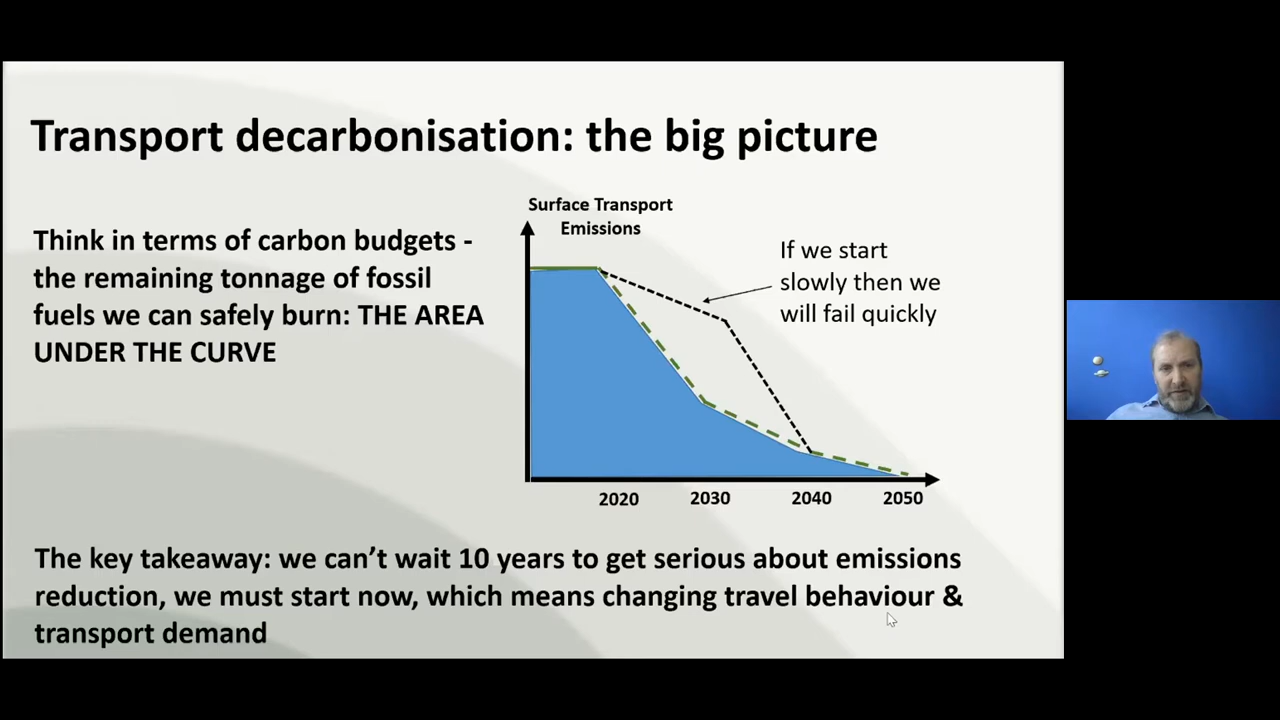 Transport decarbonisation: the big picture
Think in terms of carbon budgets -
the remaining tonnage of fossil
fuels we can safely burn: THE AREA
UNDER THE CURVE
Surface Transport
Emissions
If we start
slowly then we
will fail quickly
2020 2030 2040 2050
The key takeaway: we can’t wait 10 years to get serious about emissions
reduction, we must start now, which means changing travel behaviour &
transport demand